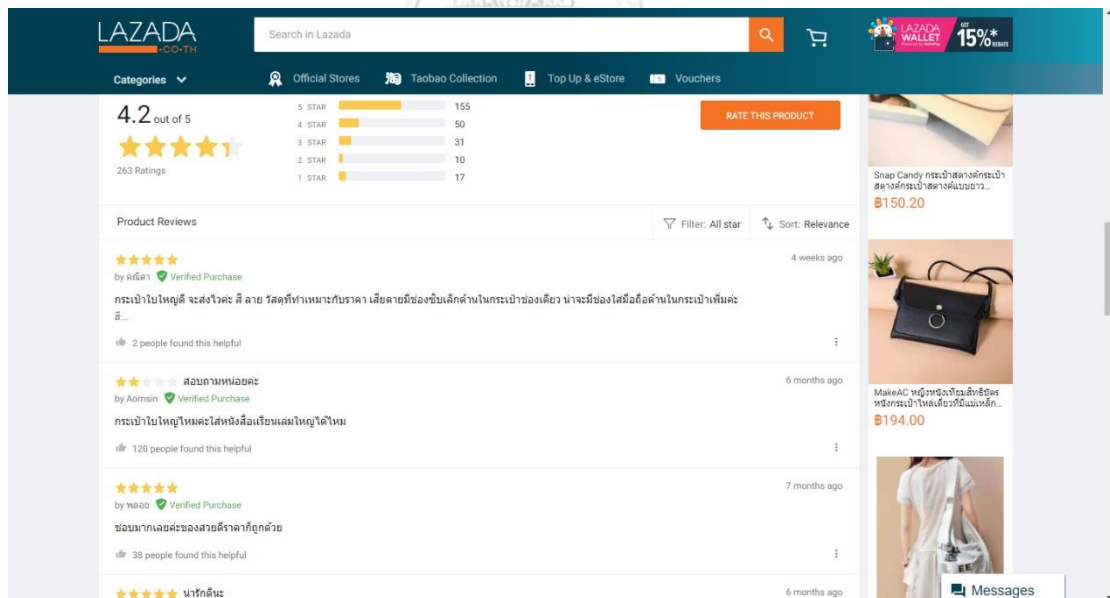 LAZADA
•CO•TH
Search in Lazada
LAZADA
WALLET
GET
15%*
REBATE
Categories
Official Stores
Taobao Collection
Top Up & eStore
Vouchers
4.2 out of 5
263 Ratings
5 STAR 155
4 STAR 50
3 STAR 31
2 STAR 10
1 STAR 17
RATE THIS PRODUCT
Product Reviews
Filter: All star
Sort: Relevance
4 weeks ago
by คณิตา Verified Purchase
กระเป๋าใบใหญ่ดี จะส่งไวค่ะ สี ลาย วัสดุที่ทำเหมาะกับราคา เสียดายมีช่องซิบเล็กด้านในกระเป๋าช่องเดียว น่าจะมีช่องใส่มือถือด้านในกระเป๋าเพิ่มค่ะ
สี...
2 people found this helpful
สอบถามหน่อยค่ะ
6 months ago
by Aomsin Verified Purchase
กระเป๋าใบใหญ่ไหมค่ะใส่หนังสือเเรียนเล่มใหญ่ได้ไหม
120 people found this helpful
7 months ago
by พลอย Verified Purchase
ชอบมากเลยค่ะของสวยดีราคาก็ถูกด้วย
38 people found this helpful
น่ารักดีนะ
6 months ago
Snap Candy กระเป๋าสตางค์กระเป๋า
สตางค์กระเป๋าสตางค์แบบยาว...
฿150.20
MakeAC หญิงหนังเทียมสิทธิบัตร
หนังกระเป๋าไหล่เดียวที่มีแม่เหล็ก...
฿194.00
Messages